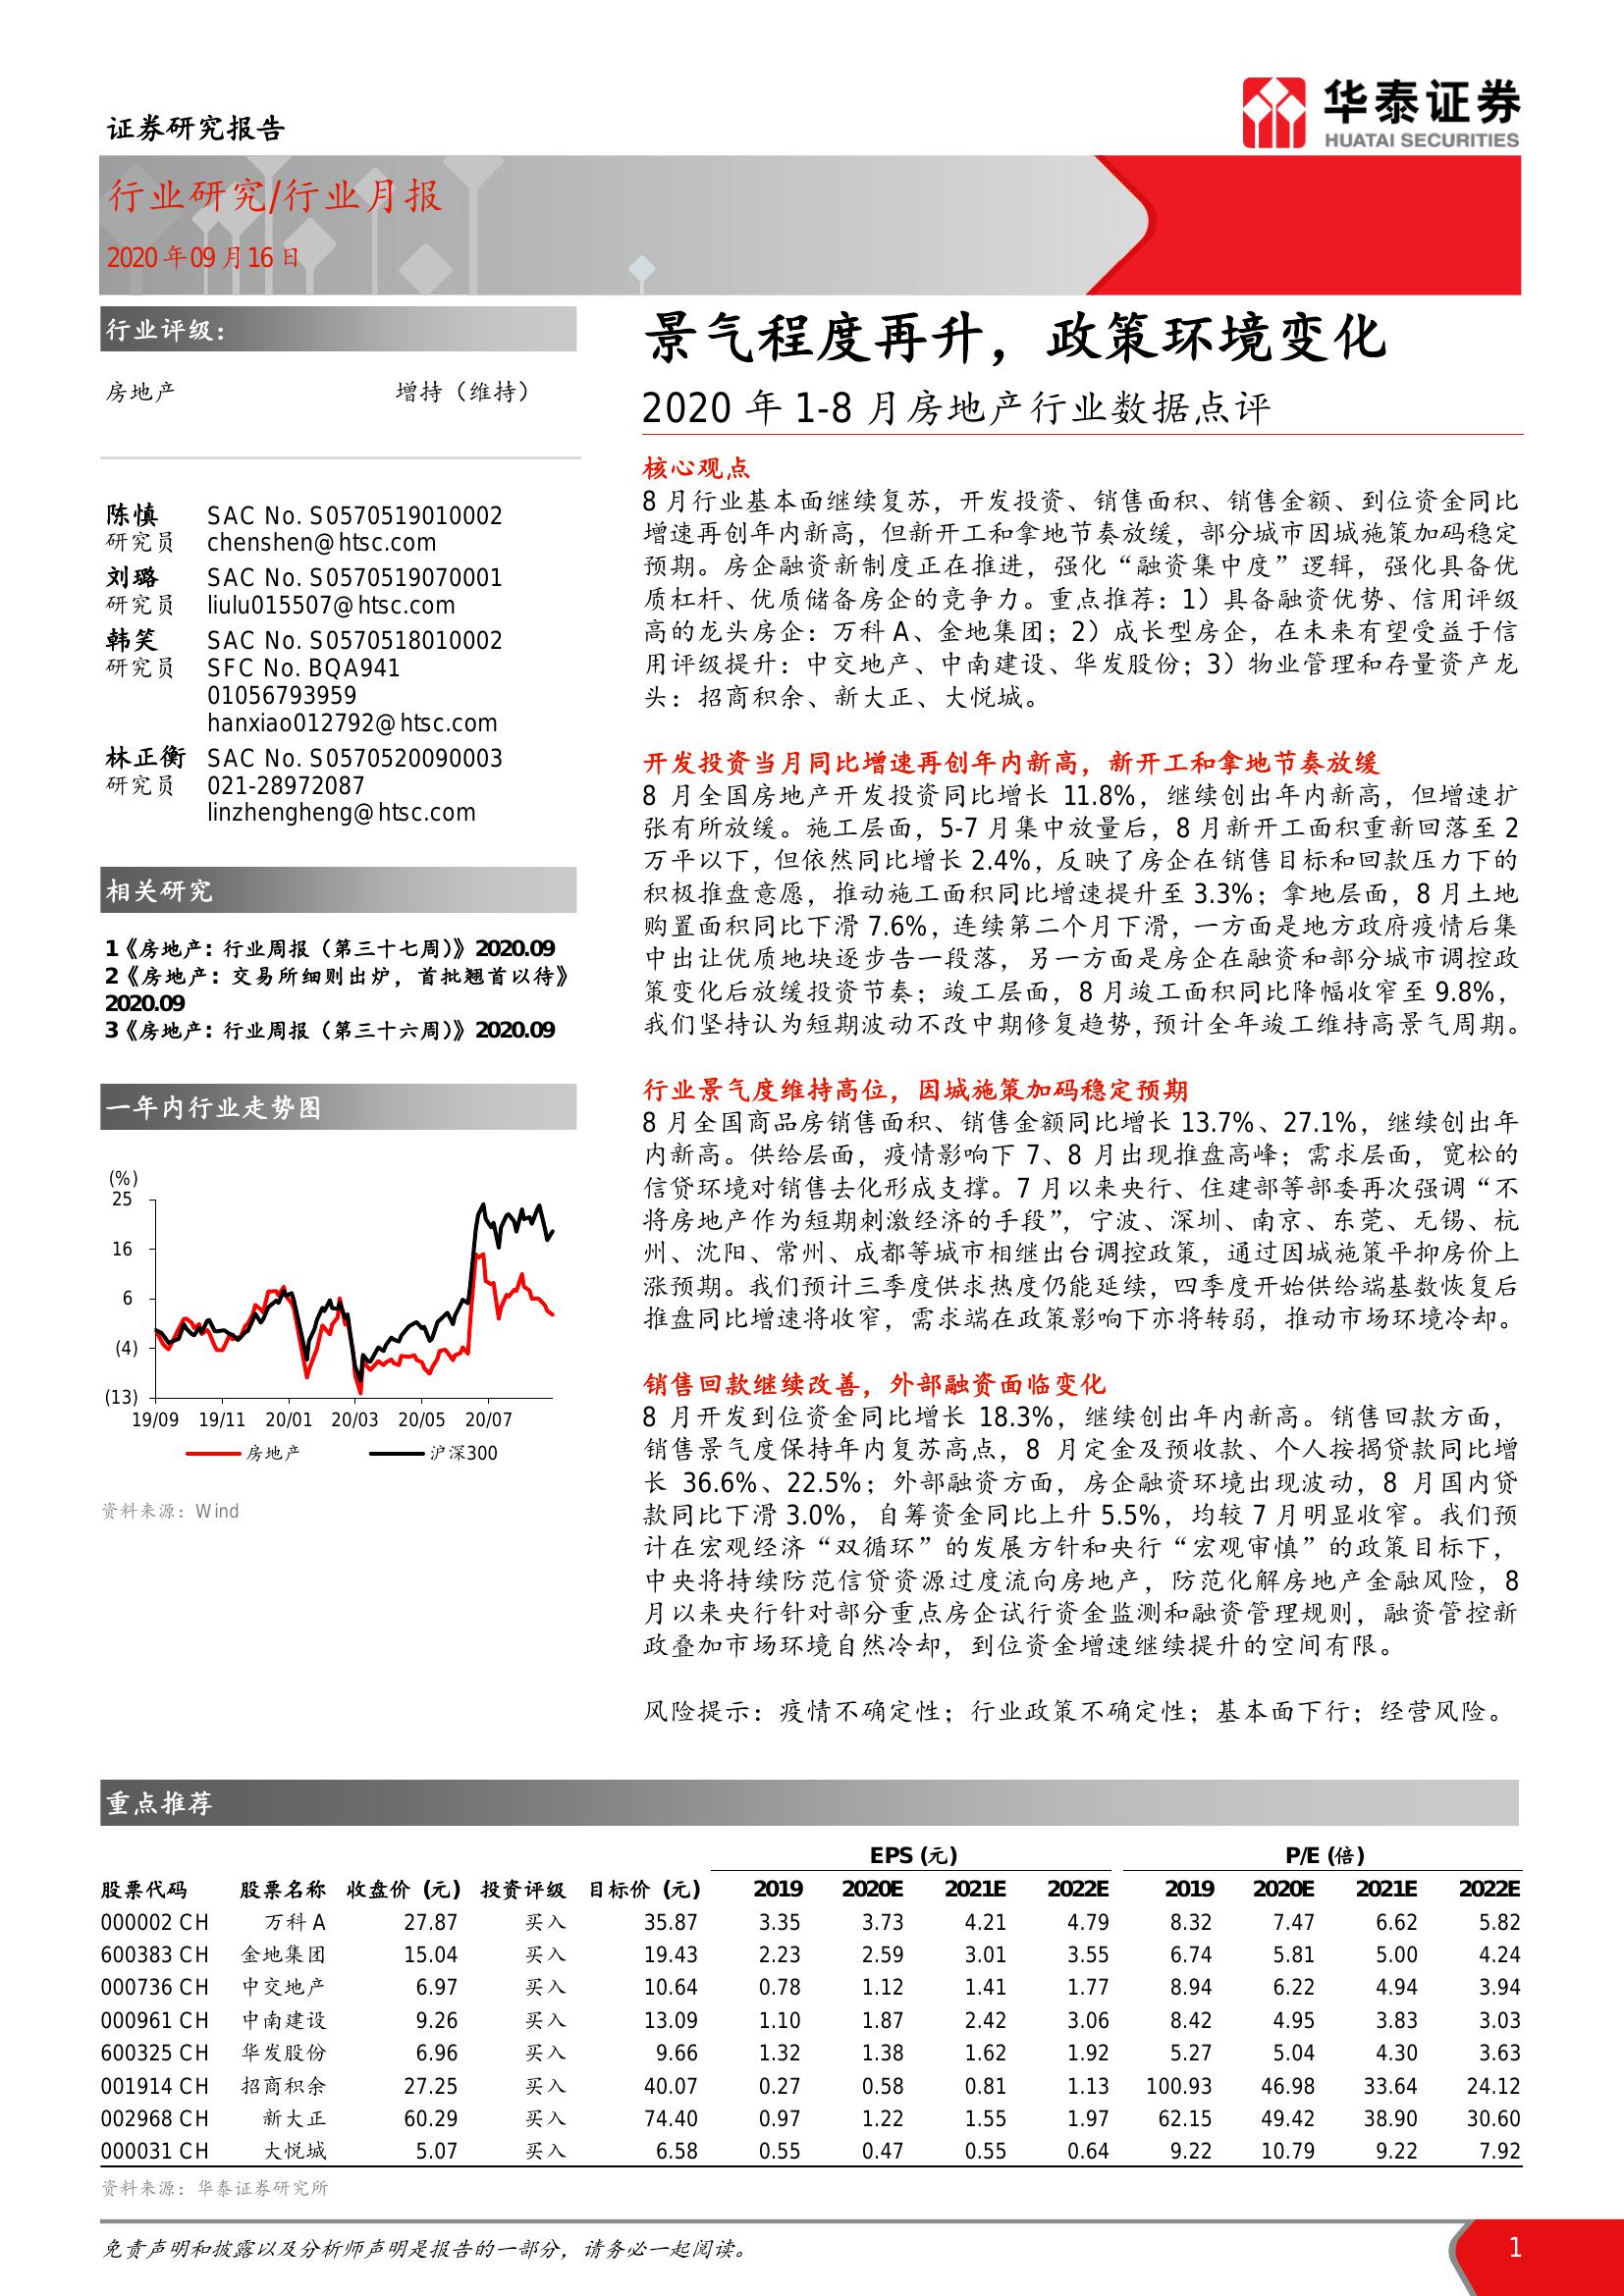 证券研究报告
华泰证券
HUATAI SECURITIES
行业研究/行业月报
2020年09月16日
行业评级：
房地产 增持（维持）
陈慎 SAC No. S0570519010002
研究员 chenshen@htsc.com
刘璐 SAC No. S0570519070001
研究员 liulu015507@htsc.com
韩笑 SAC No. S0570518010002
研究员 SFC No. BQA941
01056793959
hanxiao012792@htsc.com
林正衡 SAC No. S0570520090003
研究员 021-28972087
linzhengheng@htsc.com
相关研究
1《房地产: 行业周报（第三十七周）》2020.09
2《房地产: 交易所细则出炉，首批翘首以待》
2020.09
3《房地产: 行业周报（第三十六周）》2020.09
一年内行业走势图
(%)
25
16
6
(4)
(13)
19/09 19/11 20/01 20/03 20/05 20/07
房地产 沪深300
资料来源：Wind
景气程度再升，政策环境变化
2020 年 1-8 月房地产行业数据点评
核心观点
8 月行业基本面继续复苏，开发投资、销售面积、销售金额、到位资金同比
增速再创年内新高，但新开工和拿地节奏放缓，部分城市因城施策加码稳定
预期。房企融资新制度正在推进，强化“融资集中度”逻辑，强化具备优
质杠杆、优质储备房企的竞争力。重点推荐：1）具备融资优势、信用评级
高的龙头房企：万科 A、金地集团；2）成长型房企，在未来有望受益于信
用评级提升：中交地产、中南建设、华发股份；3）物业管理和存量资产龙
头：招商积余、新大正、大悦城。
开发投资当月同比增速再创年内新高，新开工和拿地节奏放缓
8 月全国房地产开发投资同比增长 11.8%，继续创出年内新高，但增速扩
张有所放缓。施工层面，5-7 月集中放量后，8 月新开工面积重新回落至 2
万平以下，但依然同比增长 2.4%，反映了房企在销售目标和回款压力下的
积极推盘意愿，推动施工面积同比增速提升至 3.3%；拿地层面，8 月土地
购置面积同比下滑 7.6%，连续第二个月下滑，一方面是地方政府疫情后集
中出让优质地块逐步告一段落，另一方面是房企在融资和部分城市调控政
策变化后放缓投资节奏；竣工层面，8 月竣工面积同比降幅收窄至 9.8%，
我们坚持认为短期波动不改中期修复趋势，预计全年竣工维持高景气周期。
行业景气度维持高位，因城施策加码稳定预期
8 月全国商品房销售面积、销售金额同比增长 13.7%、27.1%，继续创出年
内新高。供给层面，疫情影响下 7、8 月出现推盘高峰；需求层面，宽松的
信贷环境对销售去化形成支撑。7 月以来央行、住建部等部委再次强调“不
将房地产作为短期刺激经济的手段”，宁波、深圳、南京、东莞、无锡、杭
州、沈阳、常州、成都等城市相继出台调控政策，通过因城施策平抑房价上
涨预期。我们预计三季度供求热度仍能延续，四季度开始供给端基数恢复后
推盘同比增速将收窄，需求端在政策影响下亦将转弱，推动市场环境冷却。
销售回款继续改善，外部融资面临变化
8 月开发到位资金同比增长 18.3%，继续创出年内新高。销售回款方面，
销售景气度保持年内复苏高点，8 月定金及预收款、个人按揭贷款同比增
长 36.6%、22.5%；外部融资方面，房企融资环境出现波动，8 月国内贷
款同比下滑 3.0%，自筹资金同比上升 5.5%，均较 7 月明显收窄。我们预
计在宏观经济“双循环”的发展方针和央行“宏观审慎”的政策目标下，
中央将持续防范信贷资源过度流向房地产，防范化解房地产金融风险，8
月以来央行针对部分重点房企试行资金监测和融资管理规则，融资管控新
政叠加市场环境自然冷却，到位资金增速继续提升的空间有限。
风险提示：疫情不确定性；行业政策不确定性；基本面下行；经营风险。
重点推荐
EPS (元) P/E (倍)
股票代码 股票名称 收盘价 (元) 投资评级 目标价 (元) 2019 2020E 2021E 2022E 2019 2020E 2021E 2022E
000002 CH 万科 A 27.87 买入 35.87 3.35 3.73 4.21 4.79 8.32 7.47 6.62 5.82
600383 CH 金地集团 15.04 买入 19.43 2.23 2.59 3.01 3.55 6.74 5.81 5.00 4.24
000736 CH 中交地产 6.97 买入 10.64 0.78 1.12 1.41 1.77 8.94 6.22 4.94 3.94
000961 CH 中南建设 9.26 买入 13.09 1.10 1.87 2.42 3.06 8.42 4.95 3.83 3.03
600325 CH 华发股份 6.96 买入 9.66 1.32 1.38 1.62 1.92 5.27 5.04 4.30 3.63
001914 CH 招商积余 27.25 买入 40.07 0.27 0.58 0.81 1.13 100.93 46.98 33.64 24.12
002968 CH 新大正 60.29 买入 74.40 0.97 1.22 1.55 1.97 62.15 49.42 38.90 30.60
000031 CH 大悦城 5.07 买入 6.58 0.55 0.47 0.55 0.64 9.22 10.79 9.22 7.92
资料来源：华泰证券研究所
免责声明和披露以及分析师声明是报告的一部分，请务必一起阅读。 1